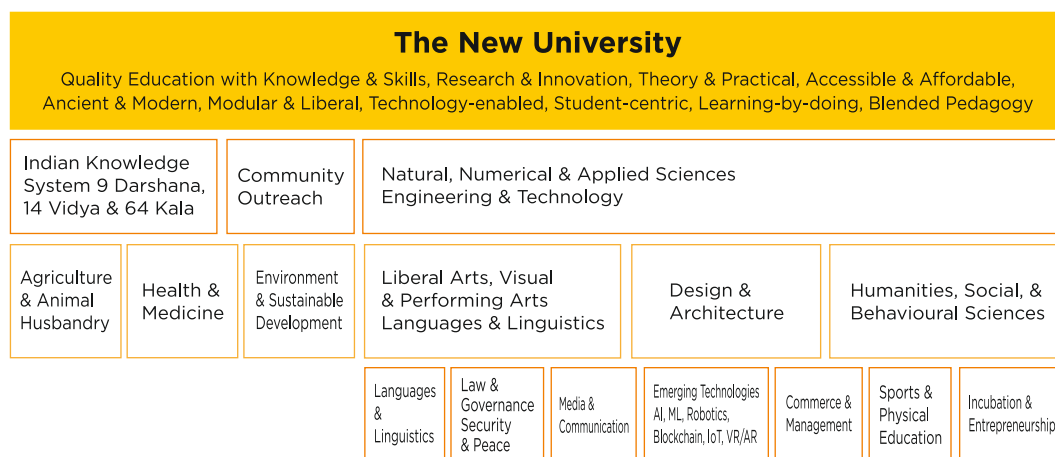 The New University
Quality Education with Knowledge & Skills, Research & Innovation, Theory & Practical, Accessible & Affordable,
Ancient & Modern, Modular & Liberal, Technology-enabled, Student-centric, Learning-by-doing, Blended Pedagogy
Indian Knowledge
System 9 Darshana,
14 Vidya & 64 Kala
Community
Outreach
Natural, Numerical & Applied Sciences
Engineering & Technology
Agriculture
& Animal
Husbandry
Health &
Medicine
Environment
& Sustainable
Development
Liberal Arts, Visual
& Performing Arts
Languages & Linguistics
Design &
Architecture
Humanities, Social, &
Behavioural Sciences
Languages
&
Linguistics
Law &
Governance
Security
& Peace
Media &
Communication
Emerging Technologies
AI, ML, Robotics,
Blockchain, IoT, VR/AR
Commerce &
Management
Sports &
Physical
Education
Incubation &
Entrepreneurship